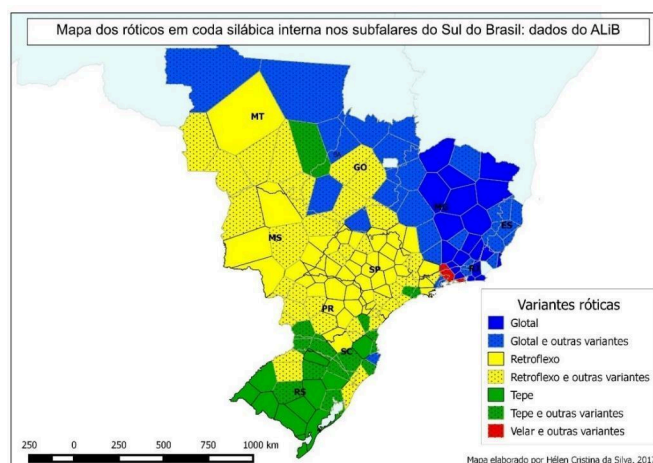 Mapa dos róticos em coda silábica interna nos subfalares do Sul do Brasil: dados do ALiB
MT
GO
MG
ES
MS
SP
RJ
PR
SC
RS
Variantes róticas
Glotal
Glotal e outras variantes
Retroflexo
Retroflexo e outras variantes
Tepe
Tepe e outras variantes
Velar e outras variantes
250 0 250 500 750 1000 km
Mapa elaborado por Hélen Cristina da Silva, 201